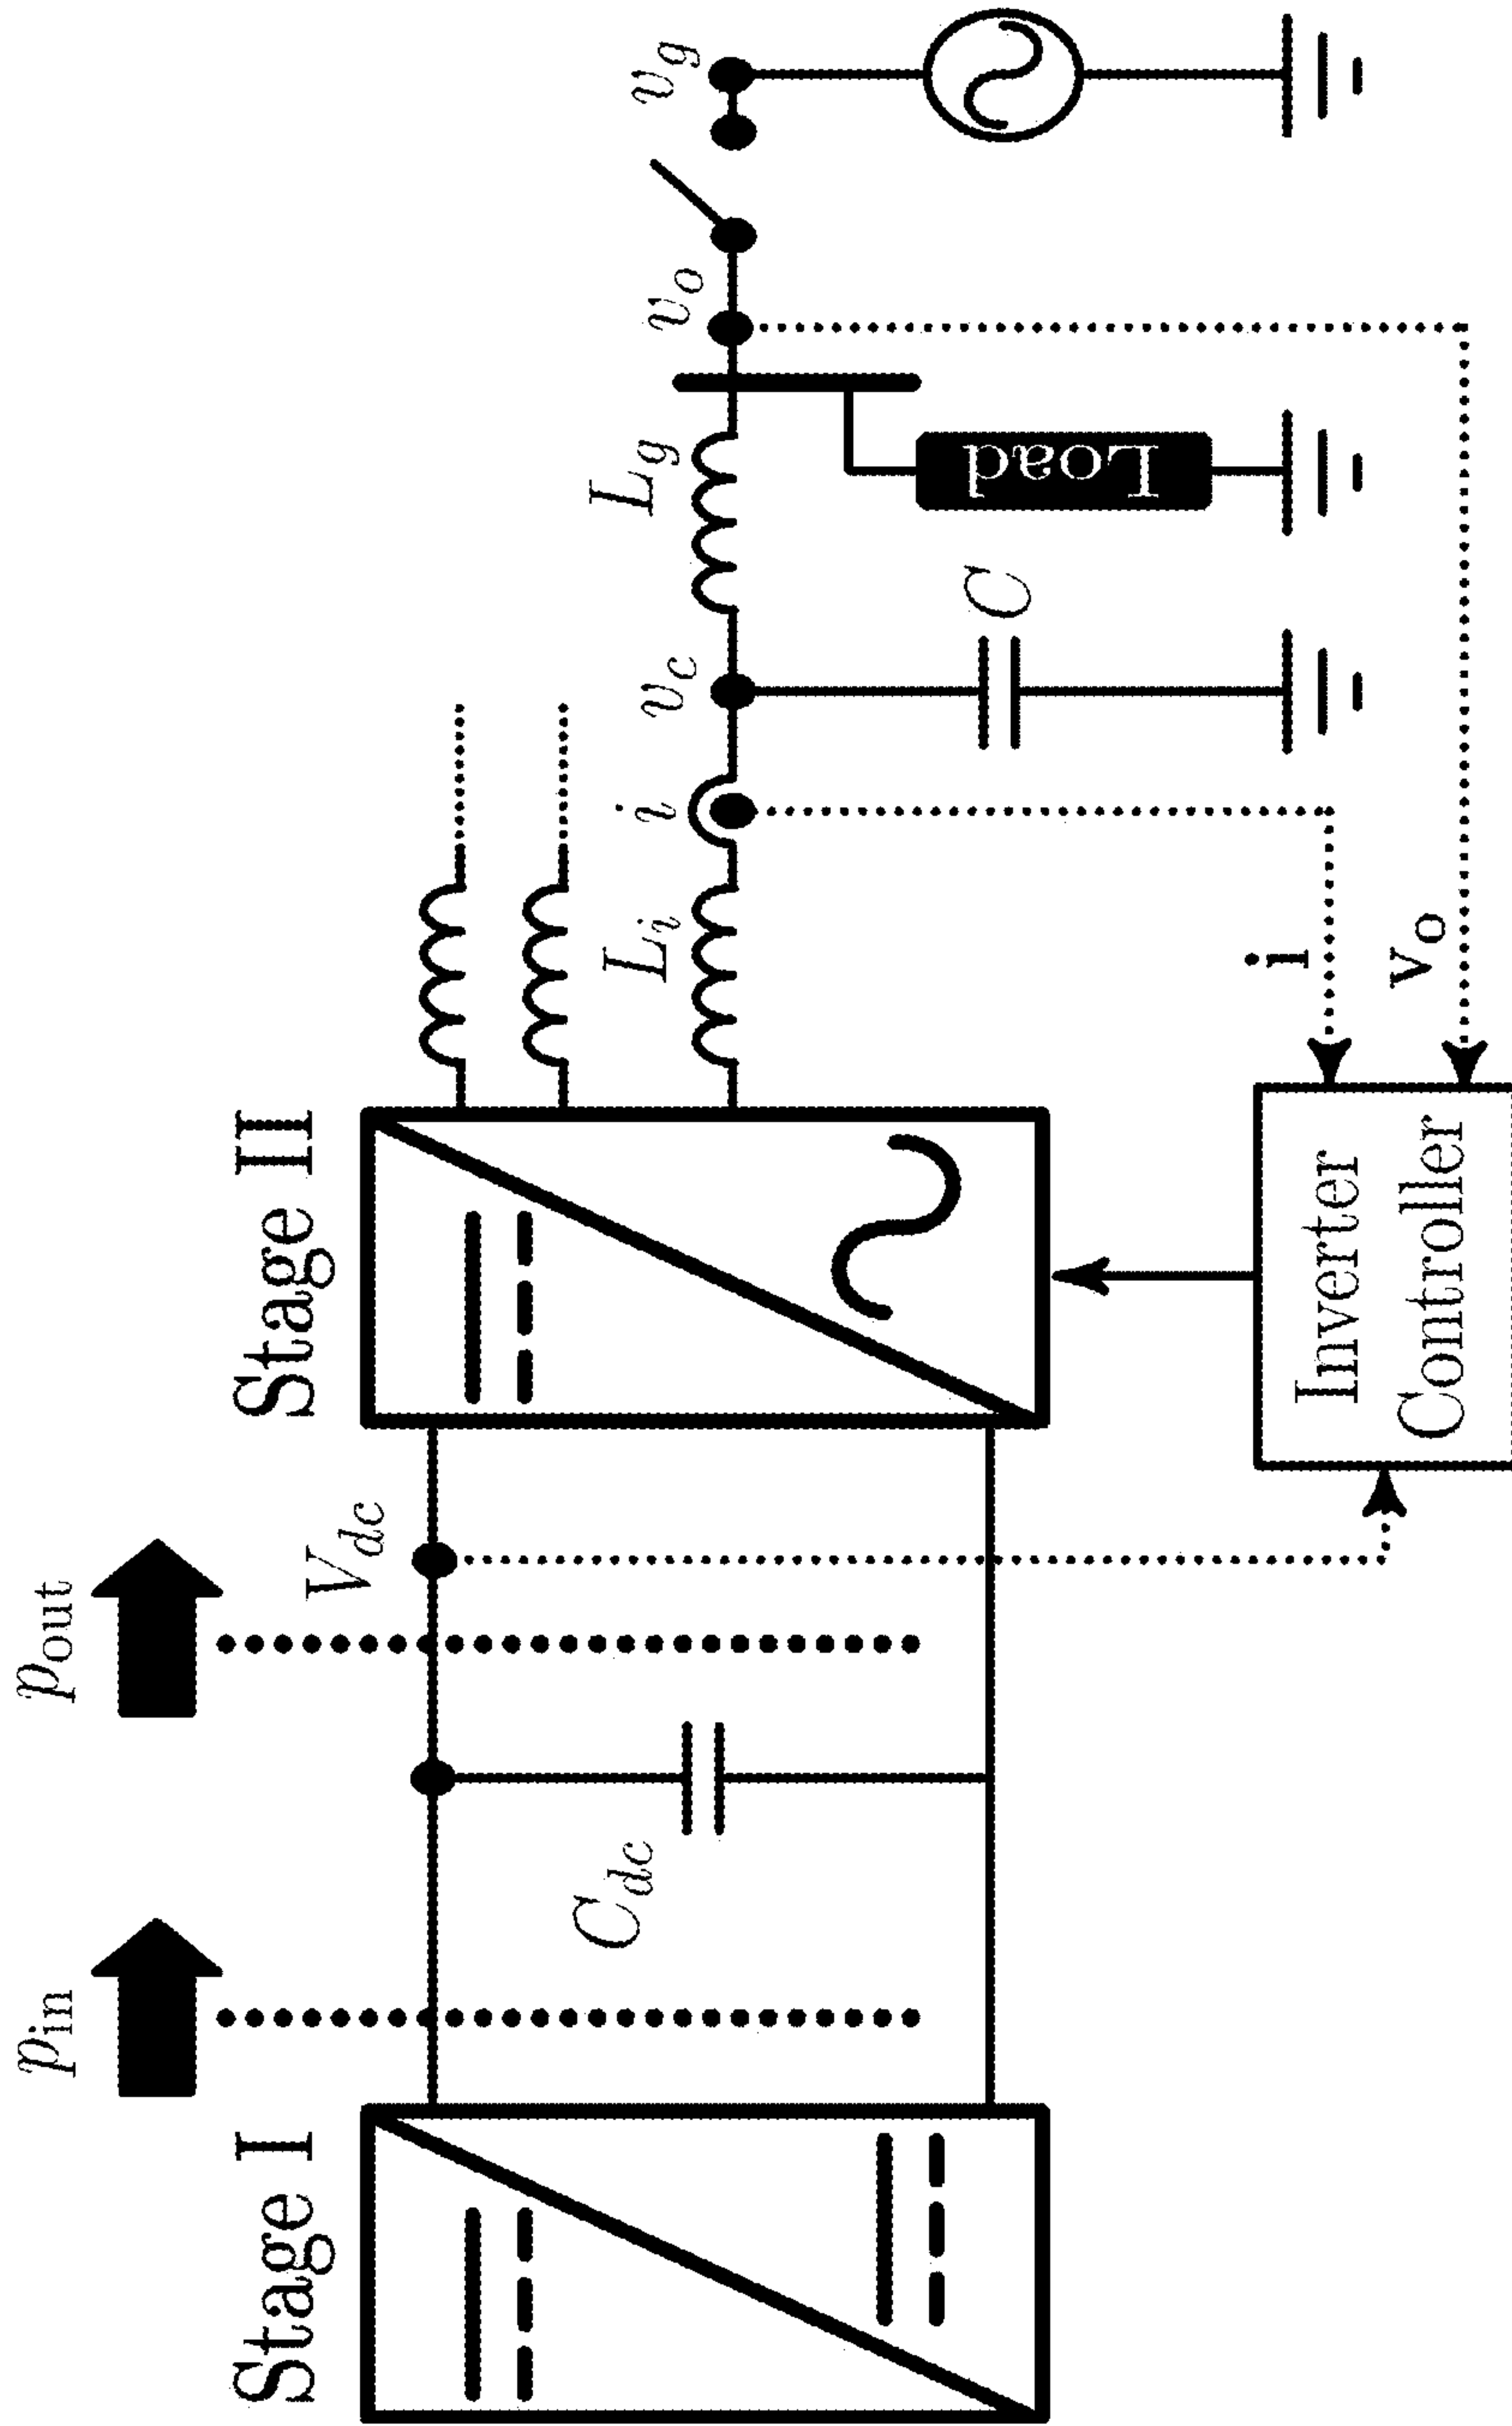 p_in
p_out
Stage I
Stage II
V_dc
C_dc
L_i
i
v_c
L_g
v_o
v_g
C
Load
i
v_o
Inverter
Controller